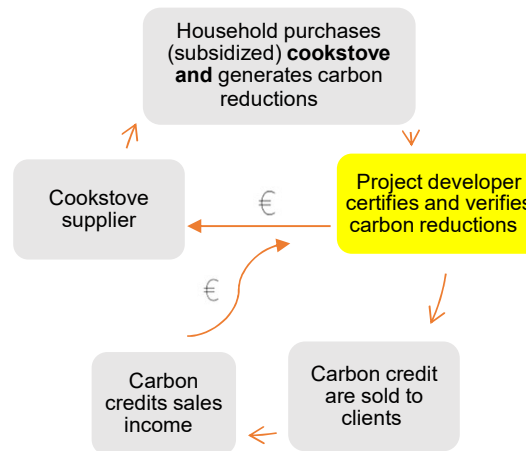 Household purchases
(subsidized) cookstove
and generates carbon
reductions
Cookstove
supplier
€
Project developer
certifies and verifies
carbon reductions
€
Carbon
credits sales
income
Carbon credit
are sold to
clients